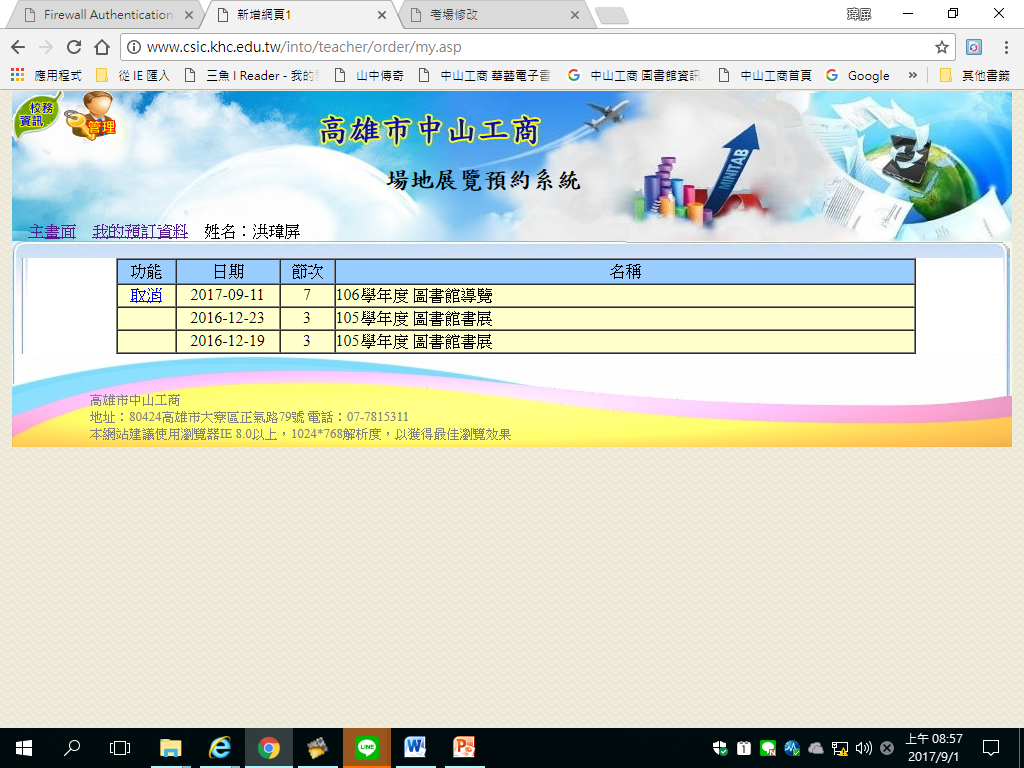 Firewall Authentication
新增網頁1
考場修改
瑋屏
www.csic.khc.edu.tw/into/teacher/order/my.asp
應用程式 從 IE 匯入 三魚 I Reader - 我的 山中傳奇 中山工商 華藝電子書 中山工商 圖書館資訊 中山工商首頁 Google » 其他書籤
校務
資訊
管理
高雄市中山工商
MINITAB
場地展覽預約系統
主畫面 我的預訂資料 姓名：洪瑋屏
功能 日期 節次 名稱
取消 2017-09-11 7 106學年度 圖書館導覽
2016-12-23 3 105學年度 圖書館書展
2016-12-19 3 105學年度 圖書館書展
高雄市中山工商
地址：80424高雄市大寮區正氣路79號 電話：07-7815311
本網站建議使用瀏覽器IE 8.0以上，1024*768解析度，以獲得最佳瀏覽效果
LINE
上午 08:57
2017/9/1